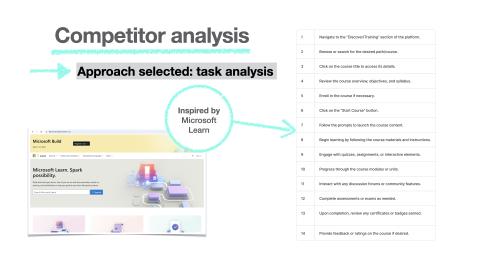 Competitor analysis
Approach selected: task analysis
Inspired by
Microsoft
Learn
Microsoft Build
Microsoft Learn. Spark
possibility.
1 Navigate to the "Discover/Training" section of the platform.
2 Browse or search for the desired path/course.
3 Click on the course title to access its details.
4 Review the course overview, objectives, and syllabus.
5 Enroll in the course if necessary.
6 Click on the "Start Course" button.
7 Follow the prompts to launch the course content.
8 Begin learning by following the course materials and instructions.
9 Engage with quizzes, assignments, or interactive elements.
10 Progress through the course modules or units.
11 Interact with any discussion forums or community features.
12 Complete assessments or exams as needed.
13 Upon completion, review any certificates or badges earned.
14 Provide feedback or ratings on the course if desired.